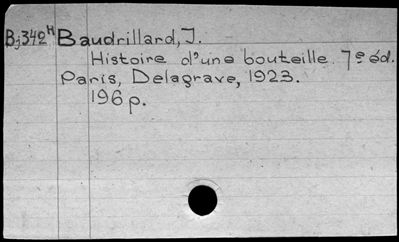 Bj342H Baudrillard, J.
Histoire d'une bouteille. 7e éd.
Paris, Delagrave, 1923.
196 p.